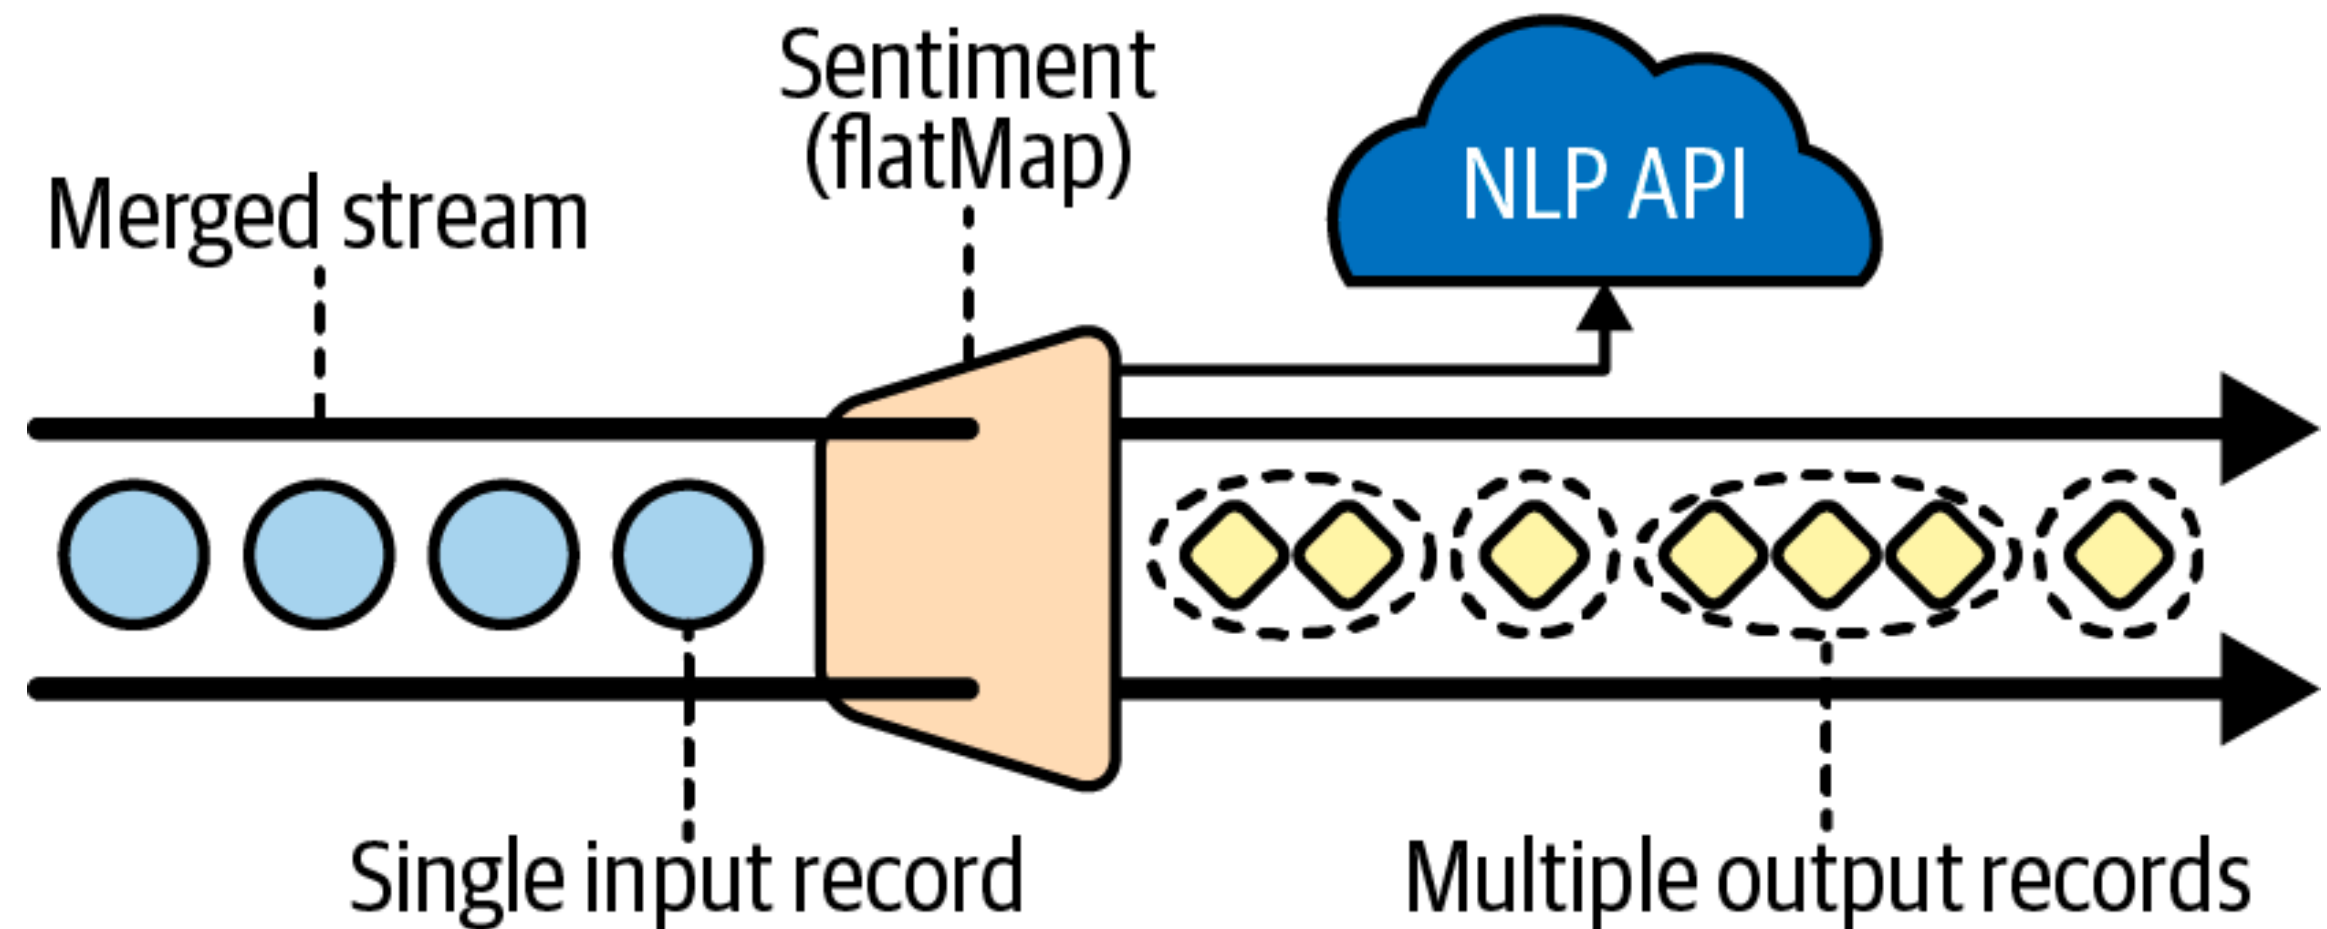 Sentiment
(flatMap)
NLP API
Merged stream
Single input record
Multiple output records